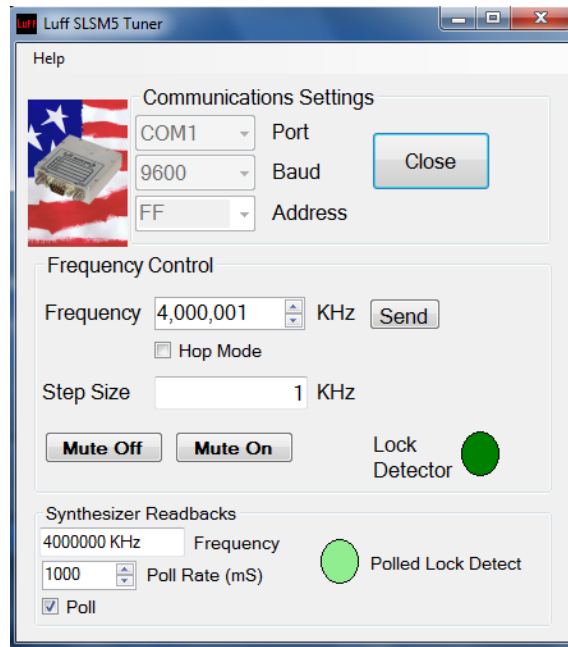 Luff Luff SLSM5 Tuner
Help
Communications Settings
COM1 Port
9600 Baud
Close
FF Address
Frequency Control
Frequency 4,000,001 KHz Send
Hop Mode
Step Size 1 KHz
Mute Off Mute On
Lock
Detector
Synthesizer Readbacks
4000000 KHz Frequency
1000 Poll Rate (mS)
Polled Lock Detect
Poll